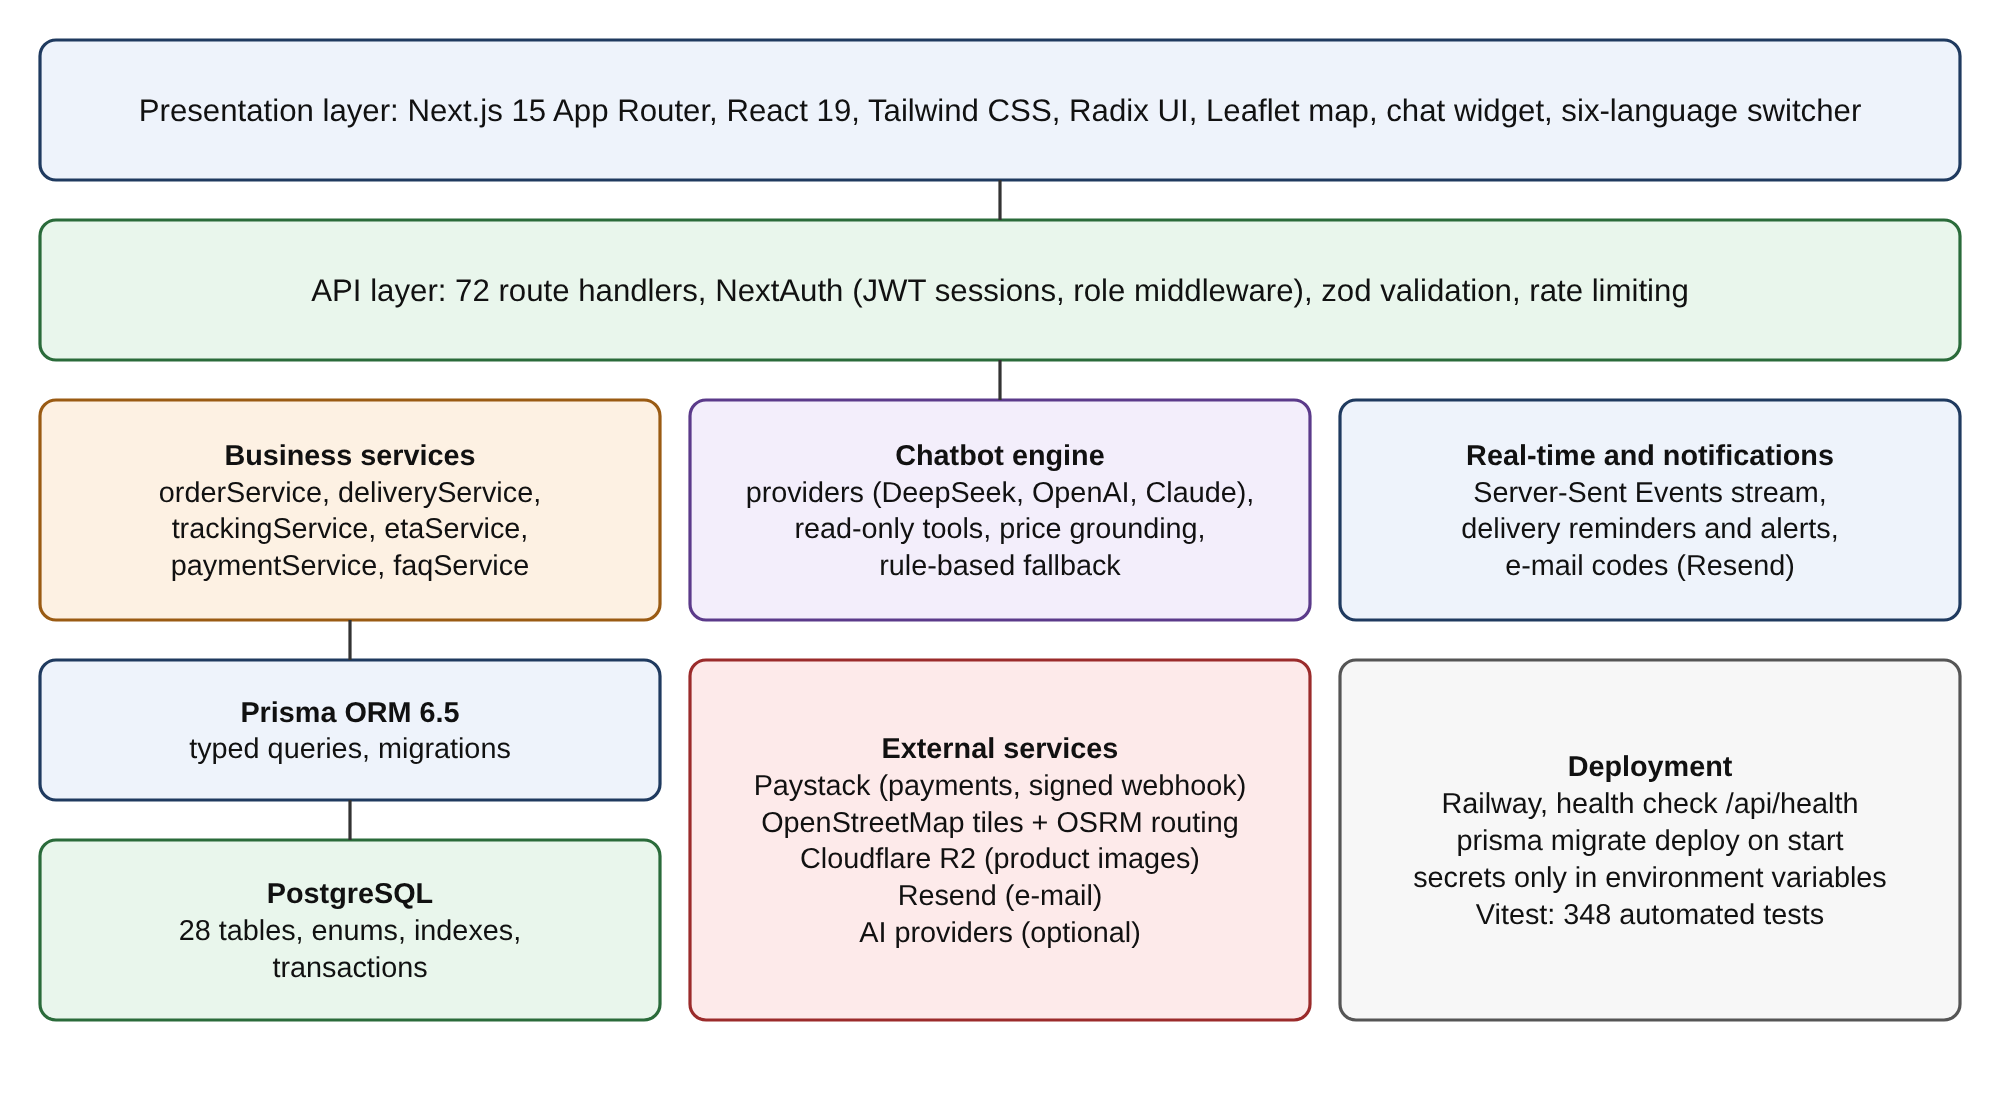 Presentation layer: Next.js 15 App Router, React 19, Tailwind CSS, Radix UI, Leaflet map, chat widget, six-language switcher
API layer: 72 route handlers, NextAuth (JWT sessions, role middleware), zod validation, rate limiting
Business services
orderService, deliveryService,
trackingService, etaService,
paymentService, faqService
Chatbot engine
providers (DeepSeek, OpenAI, Claude),
read-only tools, price grounding,
rule-based fallback
Real-time and notifications
Server-Sent Events stream,
delivery reminders and alerts,
e-mail codes (Resend)
Prisma ORM 6.5
typed queries, migrations
PostgreSQL
28 tables, enums, indexes,
transactions
External services
Paystack (payments, signed webhook)
OpenStreetMap tiles + OSRM routing
Cloudflare R2 (product images)
Resend (e-mail)
AI providers (optional)
Deployment
Railway, health check /api/health
prisma migrate deploy on start
secrets only in environment variables
Vitest: 348 automated tests